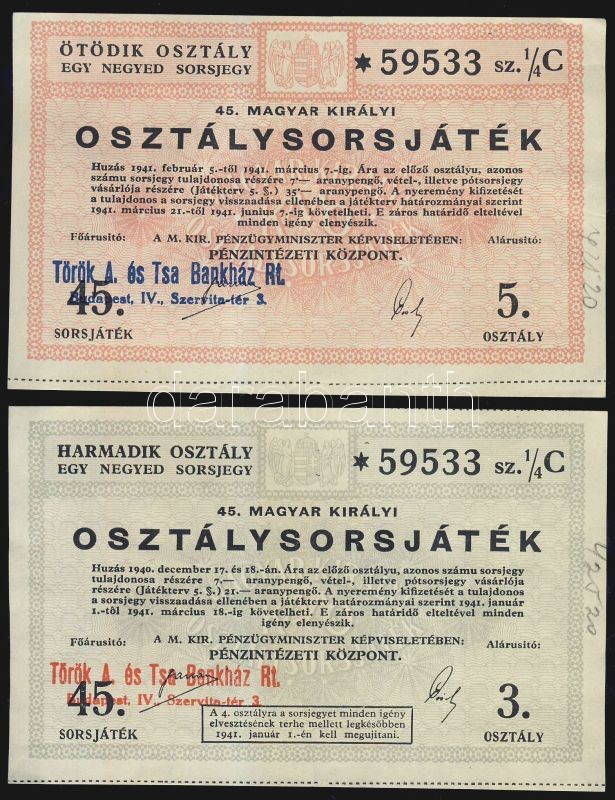 ÖTÖDIK OSZTÁLY
EGY NEGYED SORSJEGY
✶ 59533 sz. 1/4 C
45. MAGYAR KIRÁLYI
OSZTÁLYSORSJÁTÉK
Huzás 1941. február 5.-től 1941. március 7.-ig. Ára az előző osztályu, azonos
számu sorsjegy tulajdonosa részére 7·— aranypengő, vétel-, illetve pótsorsjegy
vásárlója részére (Játékterv 5. §.) 35·— aranypengő. A nyeremény kifizetését
a tulajdonos a sorsjegy visszaadása ellenében a játékterv határozmányai szerint
1941. március 21.-től 1941. junius 7.-ig követelheti. E záros határidő elteltével
minden igény elenyészik.
Főárusitó: A M. KIR. PÉNZÜGYMINISZTER KÉPVISELETÉBEN: Alárusitó:
PÉNZINTÉZETI KÖZPONT.
Török A. és Tsa Bankház Rt.
Budapest, IV., Szervita-tér 3.
45. 5.
SORSJÁTÉK OSZTÁLY
darabanth
HARMADIK OSZTÁLY
EGY NEGYED SORSJEGY
✶ 59533 sz. 1/4 C
45. MAGYAR KIRÁLYI
OSZTÁLYSORSJÁTÉK
Huzás 1940. december 17. és 18.-án. Ára az előző osztályu, azonos számu sorsjegy
tulajdonosa részére 7.— aranypengő, vétel-, illetve pótsorsjegy vásárlója
részére (Játékterv 5. §.) 21.— aranypengő. A nyeremény kifizetését a tulajdonos
a sorsjegy visszaadása ellenében a játékterv határozmányai szerint 1941. január
1.-től 1941. március 18.-ig követelheti. E záros határidő elteltével minden
igény elenyészik.
Főárusitó: A M. KIR. PÉNZÜGYMINISZTER KÉPVISELETÉBEN: Alárusitó:
PÉNZINTÉZETI KÖZPONT.
Török A. és Tsa Bankház Rt.
Budapest, IV., Szervita-tér 3.
45. 3.
SORSJÁTÉK OSZTÁLY
A 4. osztályra a sorsjegyet minden igény
elvesztésének terhe mellett legkésőbben
1941. január 1.-én kell megujitani.